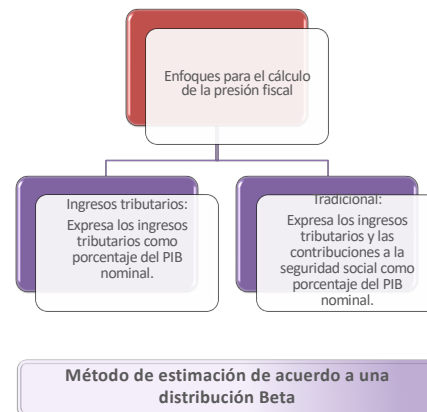 Enfoques para el cálculo
de la presión fiscal
Ingresos tributarios:
Expresa los ingresos
tributarios como
porcentaje del PIB
nominal.
Tradicional:
Expresa los ingresos
tributarios y las
contribuciones a la
seguridad social como
porcentaje del PIB
nominal.
Método de estimación de acuerdo a una
distribución Beta